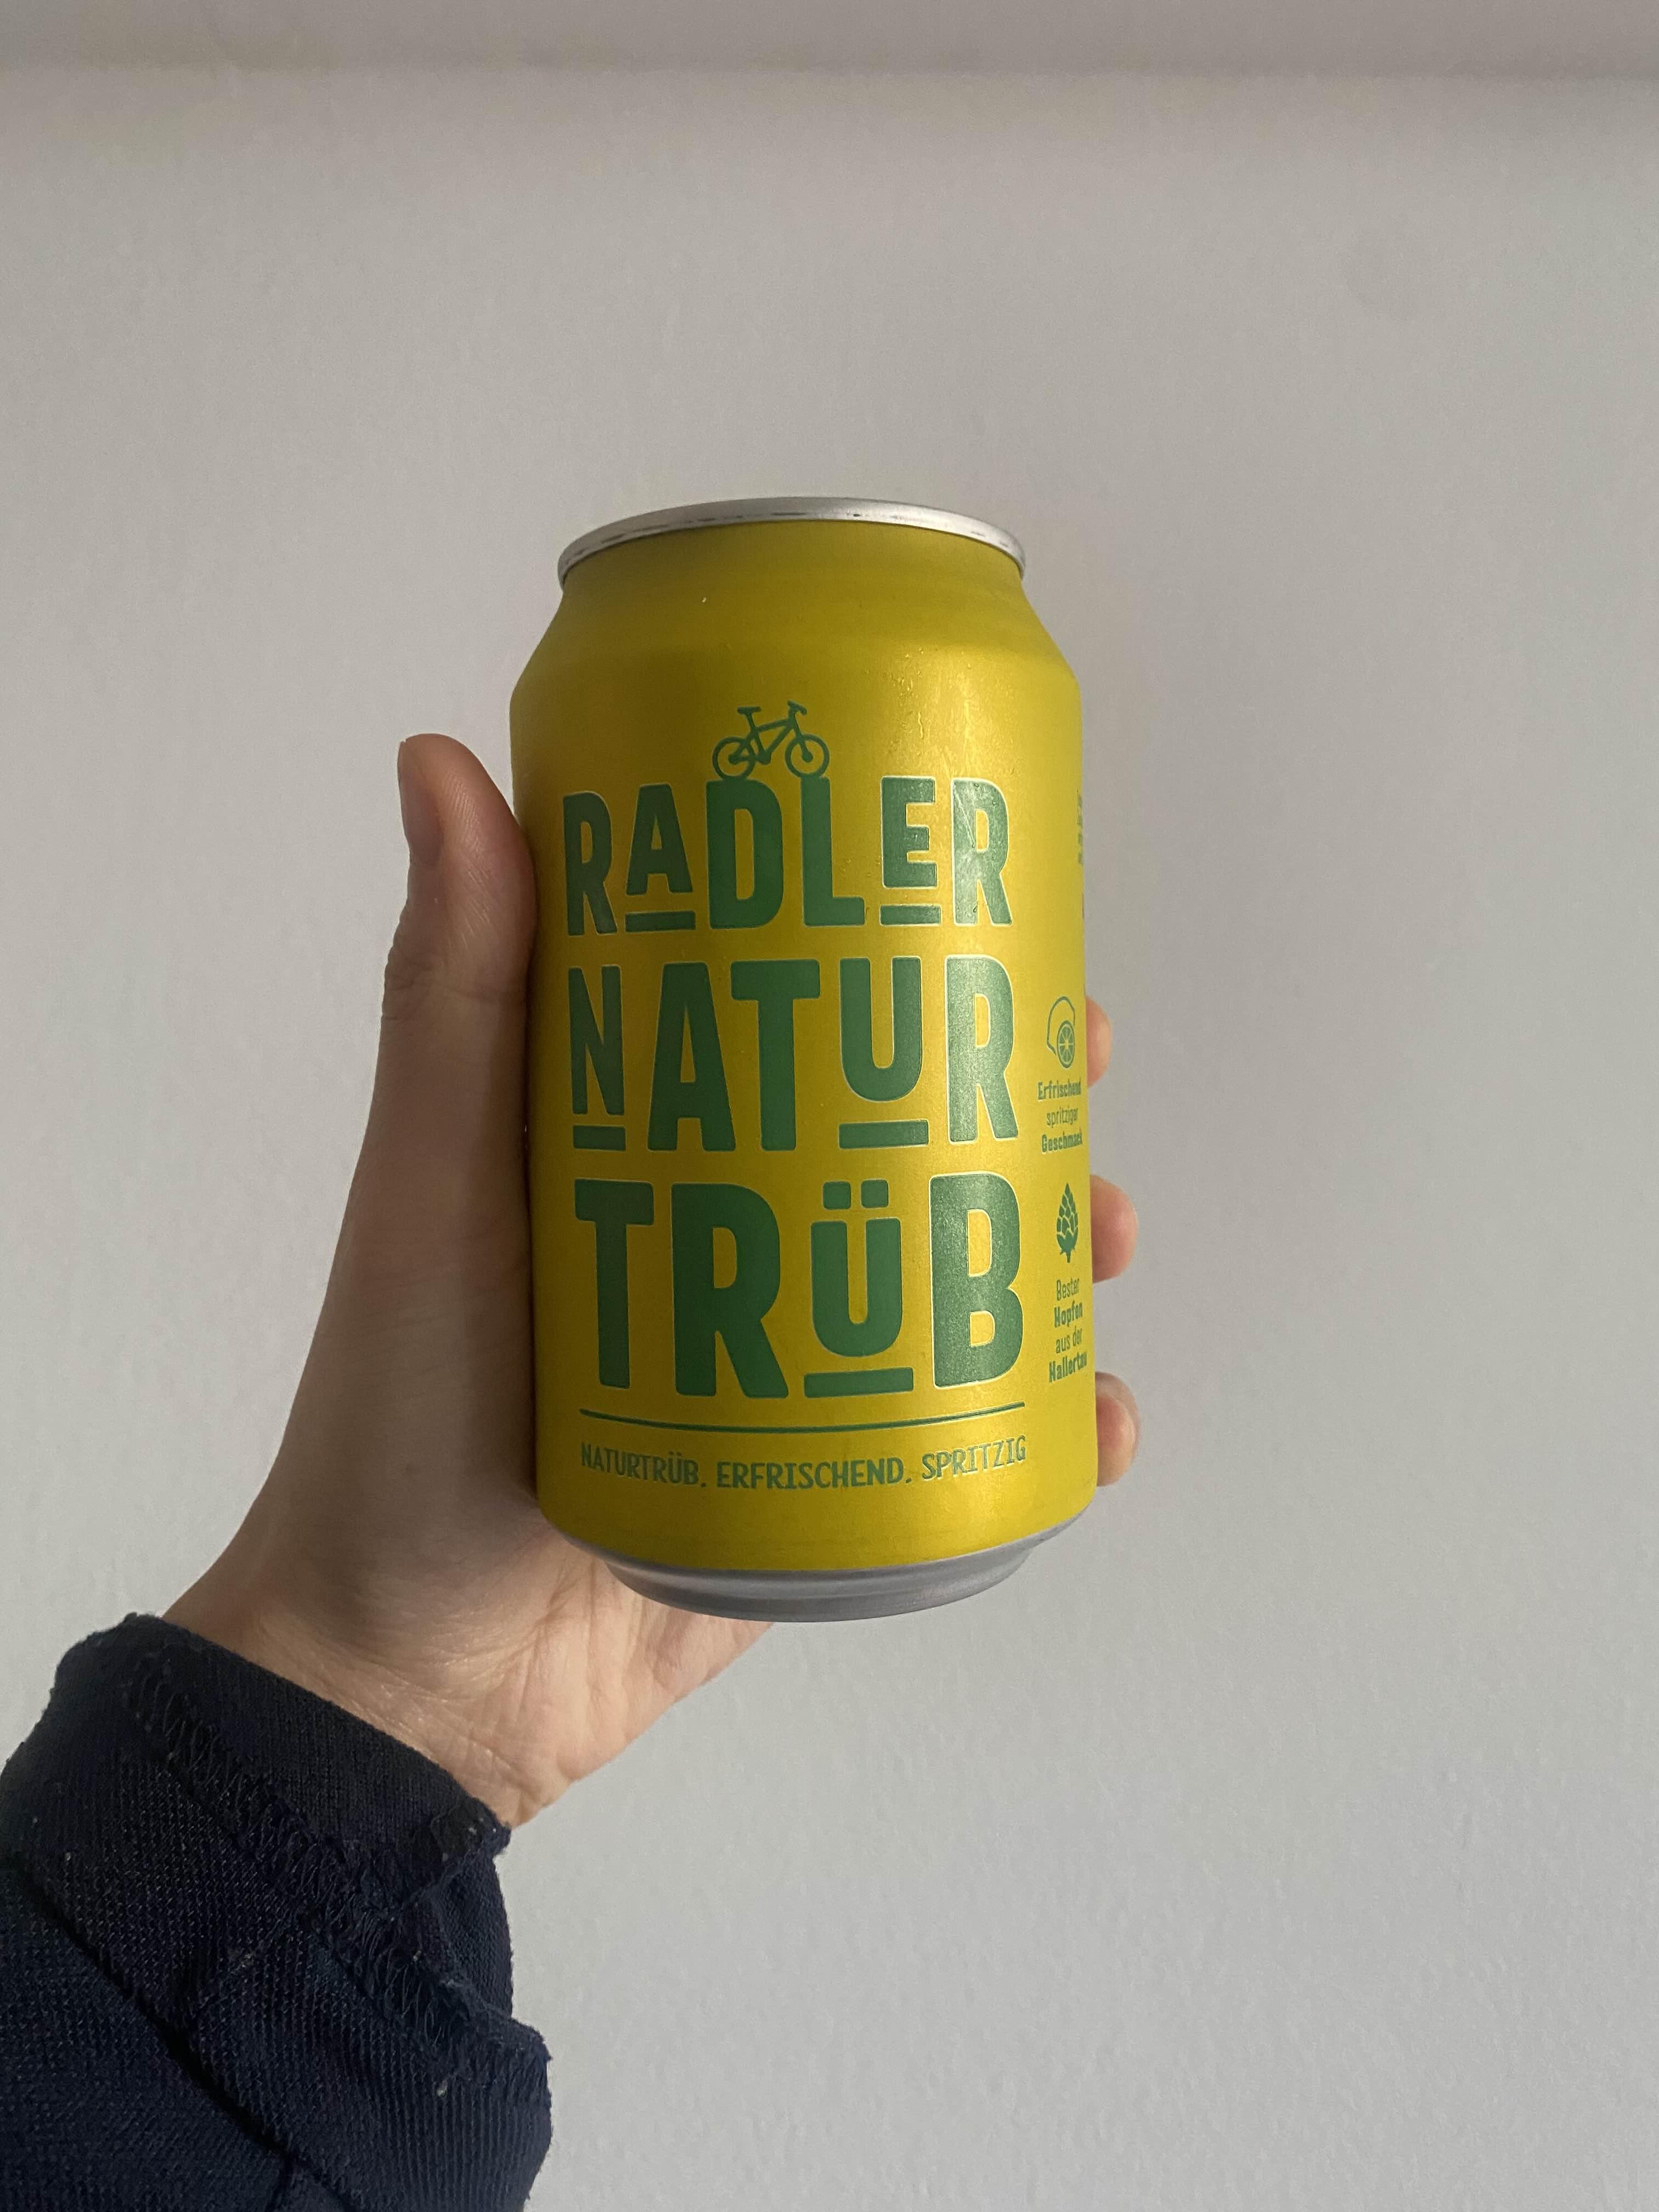 RADLER
NATUR
TRÜB
NATURTRÜB. ERFRISCHEND. SPRITZIG
Erfrischend
spritziger
Geschmack
Bester
Hopfen
aus der
Hallertau